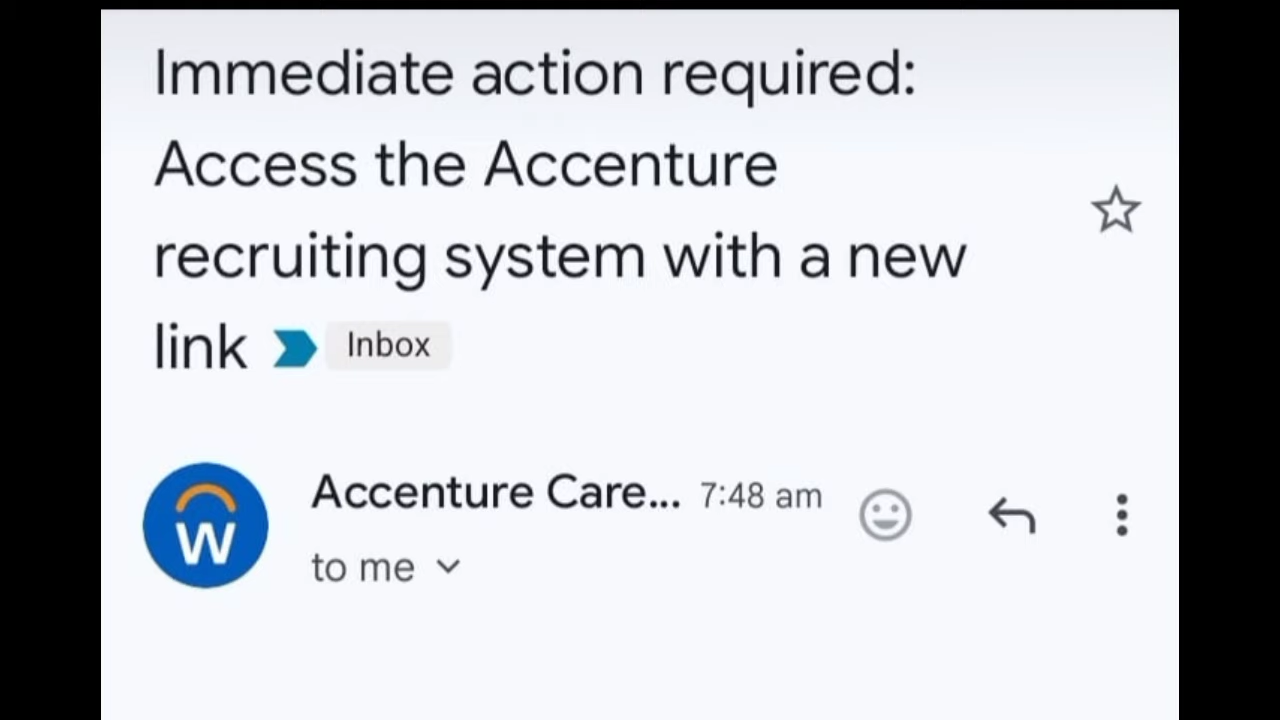 Immediate action required:
Access the Accenture
recruiting system with a new
link Inbox
W
Accenture Care... 7:48 am
to me